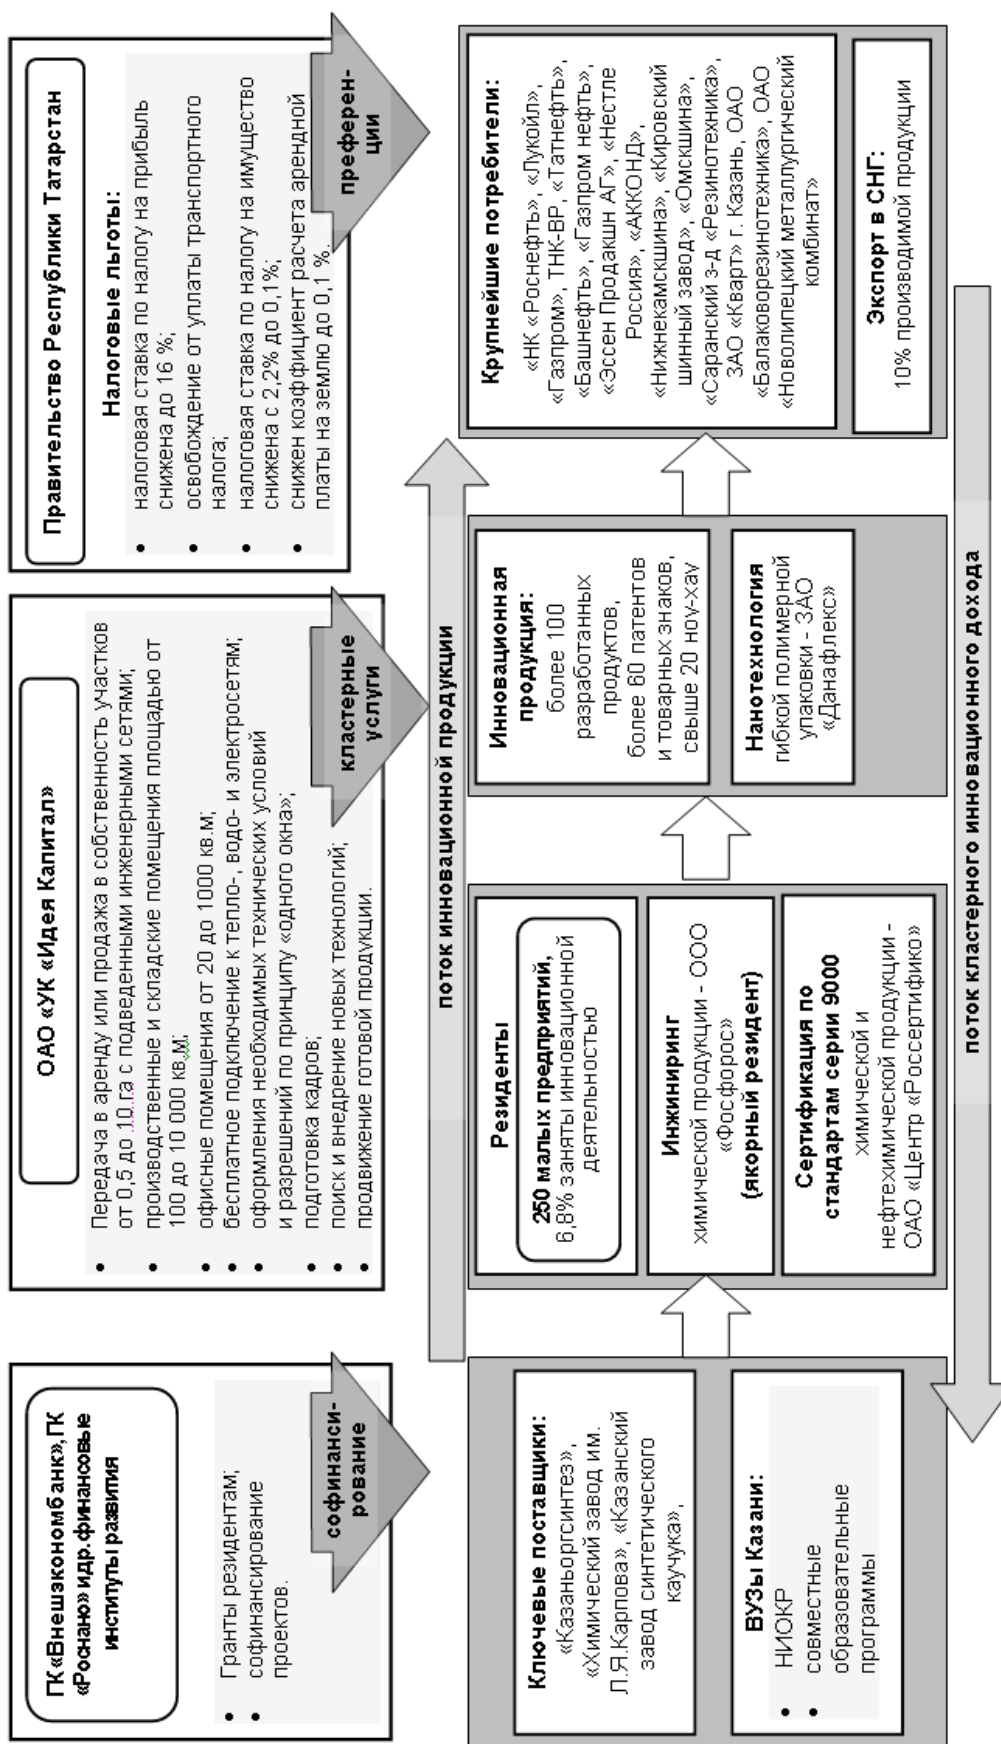 ГК «Внешэкономбанк», ГК
«Роснано» идр. финансовые
институты развития
Гранты резидентам;
софинансирование
проектов.
софинанси-
рование
ОАО «УК «Идея Капитал»
Передача в аренду или продажа в собственность участков
от 0,5 до 10 га с подведенными инженерными сетями;
производственные и складские помещения площадью от
100 до 10 000 кв.м;
офисные помещения от 20 до 1000 кв.м;
бесплатное подключение к тепло-, водо- и электросетям;
оформления необходимых технических условий
и разрешений по принципу «одного окна»;
подготовка кадров;
поиск и внедрение новых технологий;
продвижение готовой продукции.
кластерные
услуги
Правительство Республики Татарстан
Налоговые льготы:
налоговая ставка по налогу на прибыль
снижена до 16 %;
освобождение от уплаты транспортного
налога;
налоговая ставка по налогу на имущество
снижена с 2,2% до 0,1%;
снижен коэффициент расчета арендной
платы на землю до 0,1 %.
преферен-
ции
поток инновационной продукции
Ключевые поставщики:
«Казаньоргсинтез»,
«Химический завод им.
Л.Я.Карпова», «Казанский
завод синтетического
каучука»,
ВУЗы Казани:
НИОКР
совместные
образовательные
программы
Резиденты
250 малых предприятий,
6,8% заняты инновационной
деятельностью
Инжиниринг
химической продукции - ООО
«Фосфорос»
(якорный резидент)
Сертификация по
стандартам серии 9000
химической и
нефтехимической продукции -
ОАО «Центр «Россертифико»
Инновационная
продукция:
более 100
разработанных
продуктов,
более 60 патентов
и товарных знаков,
свыше 20 ноу-хау
Нанотехнология
гибкой полимерной
упаковки - ЗАО
«Данафлекс»
Крупнейшие потребители:
«НК «Роснефть», «Лукойл»,
«Газпром», ТНК-ВР, «Татнефть»,
«Башнефть», «Газпром нефть»,
«Эссен Продакшн АГ», «Нестле
Россия», «АККОНД»,
«Нижнекамскшина», «Кировский
шинный завод», «Омскшина»,
«Саранский з-д «Резинотехника»,
ЗАО «Кварт» г. Казань, ОАО
«Балаковорезинотехника», ОАО
«Новолипецкий металлургический
комбинат»
Экспорт в СНГ:
10% производимой продукции
поток кластерного инновационного дохода